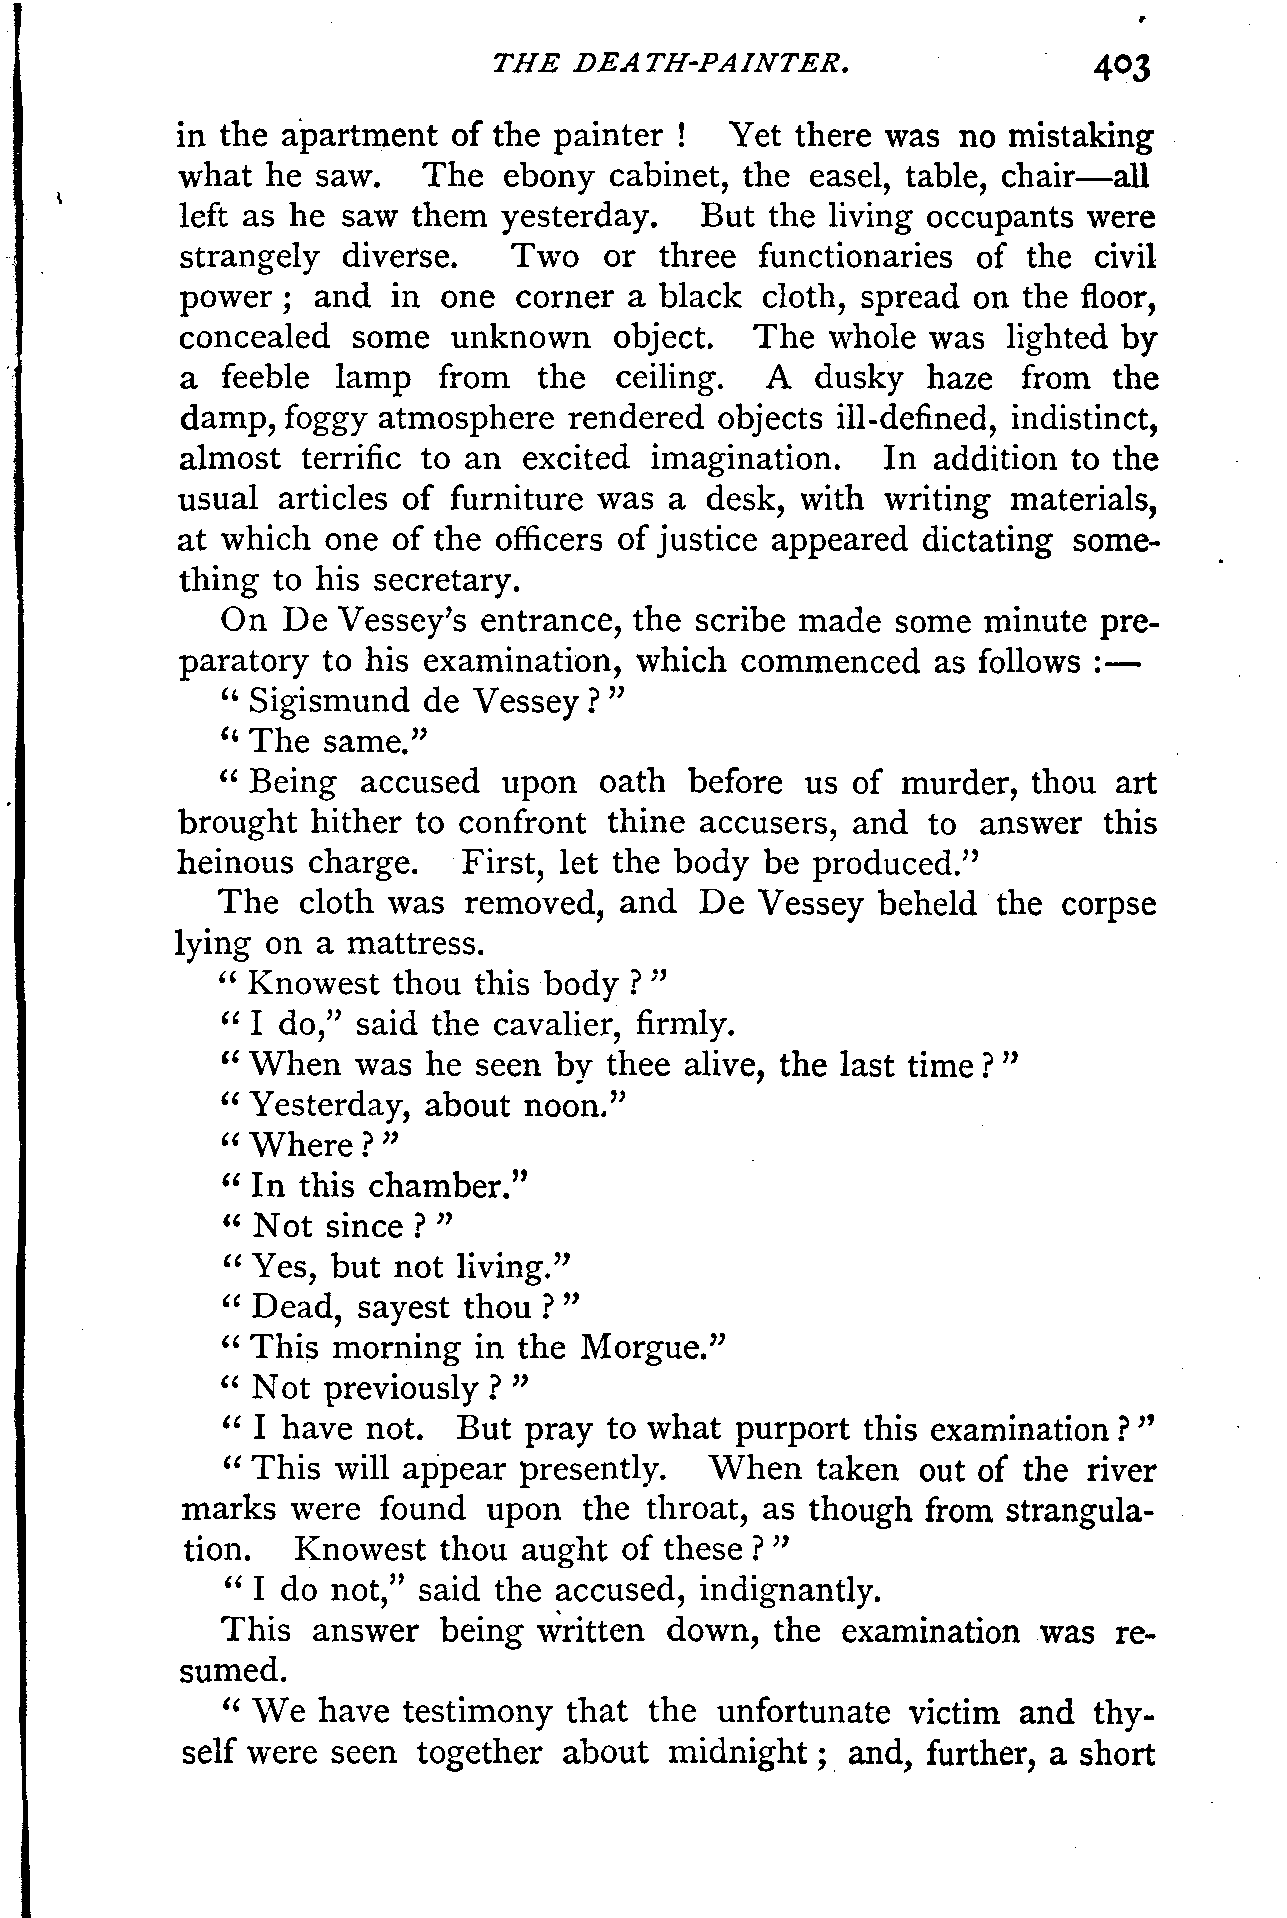 THE DEATH-PAINTER. 403
in the apartment of the painter ! Yet there was no mistaking
what he saw. The ebony cabinet, the easel, table, chair—all
left as he saw them yesterday. But the living occupants were
strangely diverse. Two or three functionaries of the civil
power ; and in one corner a black cloth, spread on the floor,
concealed some unknown object. The whole was lighted by
a feeble lamp from the ceiling. A dusky haze from the
damp, foggy atmosphere rendered objects ill-defined, indistinct,
almost terrific to an excited imagination. In addition to the
usual articles of furniture was a desk, with writing materials,
at which one of the officers of justice appeared dictating some-
thing to his secretary.
On De Vessey's entrance, the scribe made some minute pre-
paratory to his examination, which commenced as follows :—
" Sigismund de Vessey ? "
" The same."
" Being accused upon oath before us of murder, thou art
brought hither to confront thine accusers, and to answer this
heinous charge. First, let the body be produced."
The cloth was removed, and De Vessey beheld the corpse
lying on a mattress.
" Knowest thou this body ? "
" I do," said the cavalier, firmly.
" When was he seen by thee alive, the last time ? "
" Yesterday, about noon."
" Where ? "
" In this chamber."
" Not since ? "
" Yes, but not living."
" Dead, sayest thou ? "
" This morning in the Morgue."
" Not previously ? "
" I have not. But pray to what purport this examination ? "
" This will appear presently. When taken out of the river
marks were found upon the throat, as though from strangula-
tion. Knowest thou aught of these ? "
" I do not," said the accused, indignantly.
This answer being written down, the examination was re-
sumed.
" We have testimony that the unfortunate victim and thy-
self were seen together about midnight ; and, further, a short